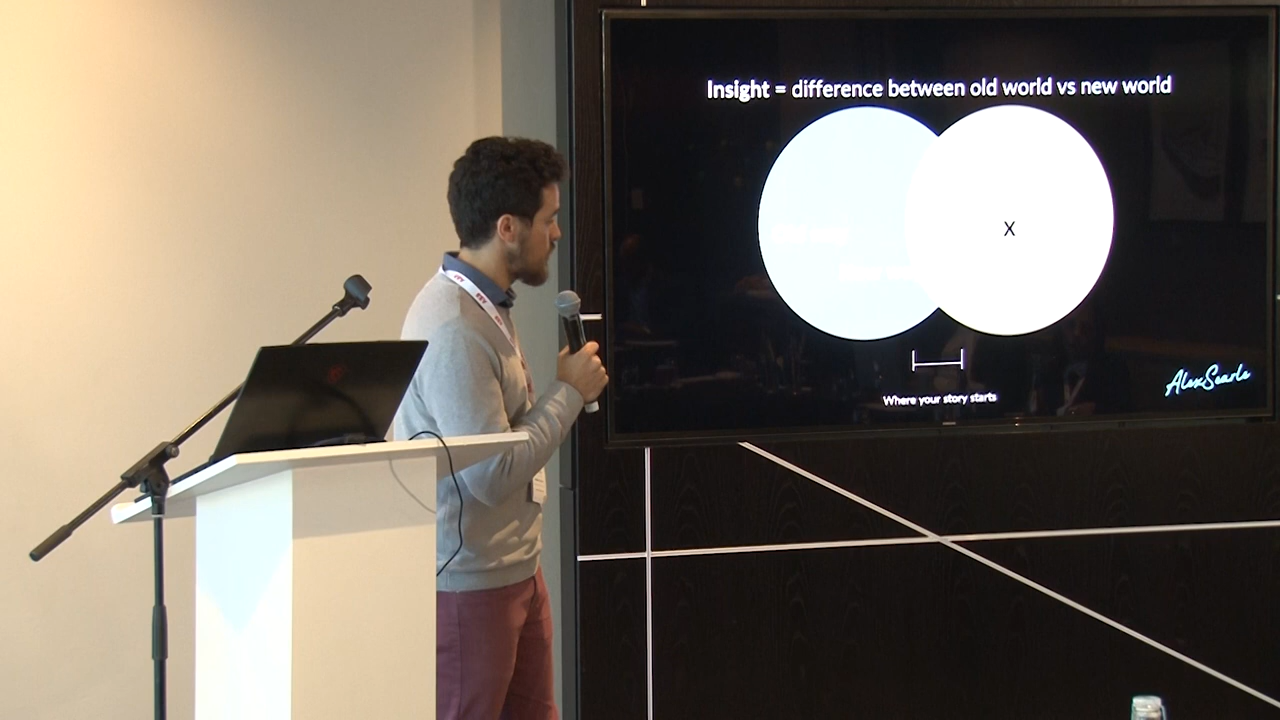 Insight = difference between old world vs new world
X
Where your story starts
AlexSearle